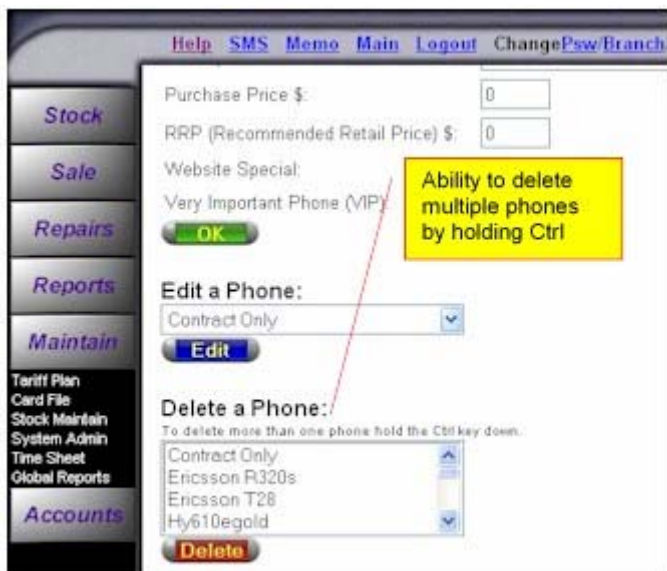 Help SMS Memo Main Logout ChangePsw/Branch
Stock
Sale
Repairs
Reports
Maintain
Tariff Plan
Card File
Stock Maintain
System Admin
Time Sheet
Global Reports
Accounts
Purchase Price $: 0
RRP (Recommended Retail Price) $: 0
Website Special:
Very Important Phone (VIP)
OK
Ability to delete
multiple phones
by holding Ctrl
Edit a Phone:
Contract Only
Edit
Delete a Phone:
To delete more than one phone hold the Ctrl key down.
Contract Only
Ericsson R320s
Ericsson T28
Hy610egold
Delete